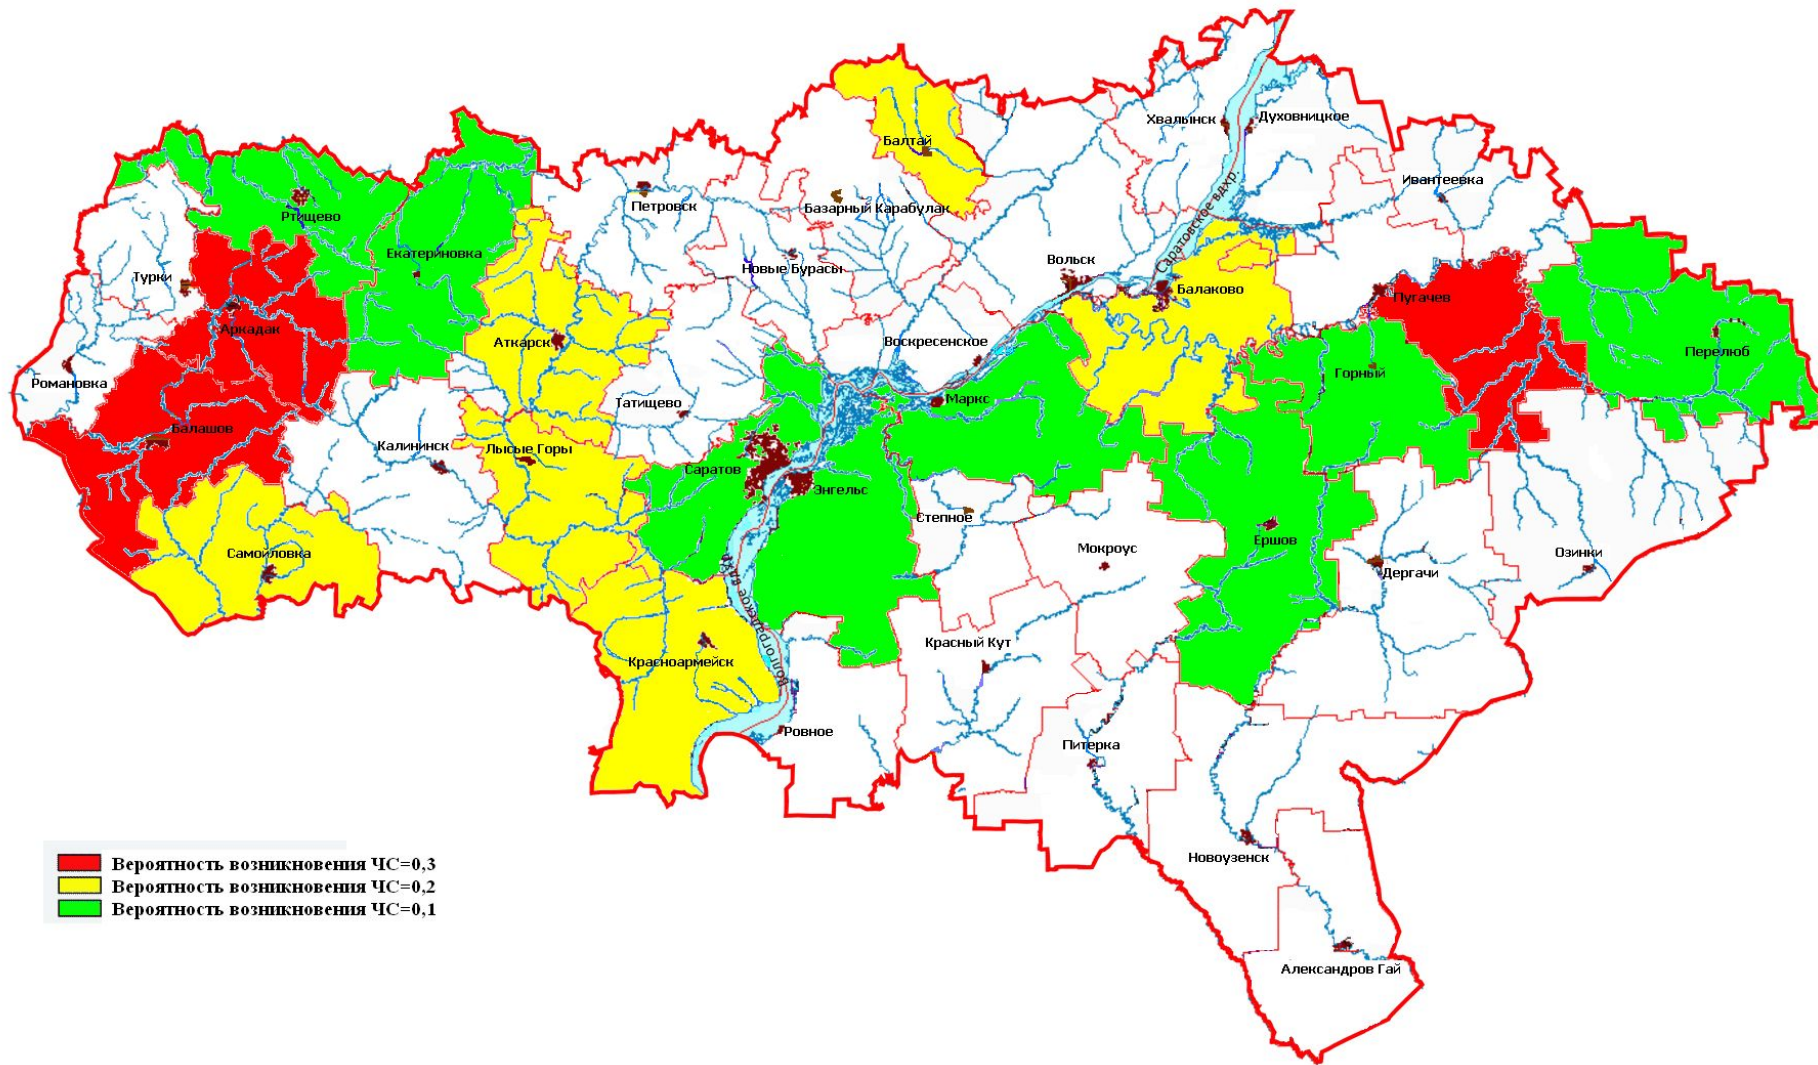 Хвалынск
Духовницкое
Балтай
Ивантеевка
Ртищево
Петровск
Базарный Карабулак
Саратовское вдхр.
Екатериновка
Турки
Новые Бурасы
Вольск
Балаково
Пугачев
Аркадак
Аткарск
Воскресенское
Перелюб
Романовка
Горный
Татищево
Маркс
Балашов
Калининск
Лысые Горы
Саратов
Энгельс
Степное
Самойловка
Мокроус
Ершов
Озинки
Дергачи
Волгоградское вдхр.
Красный Кут
Красноармейск
Ровное
Питерка
Новоузенск
Александров Гай
Вероятность возникновения ЧС=0,3
Вероятность возникновения ЧС=0,2
Вероятность возникновения ЧС=0,1